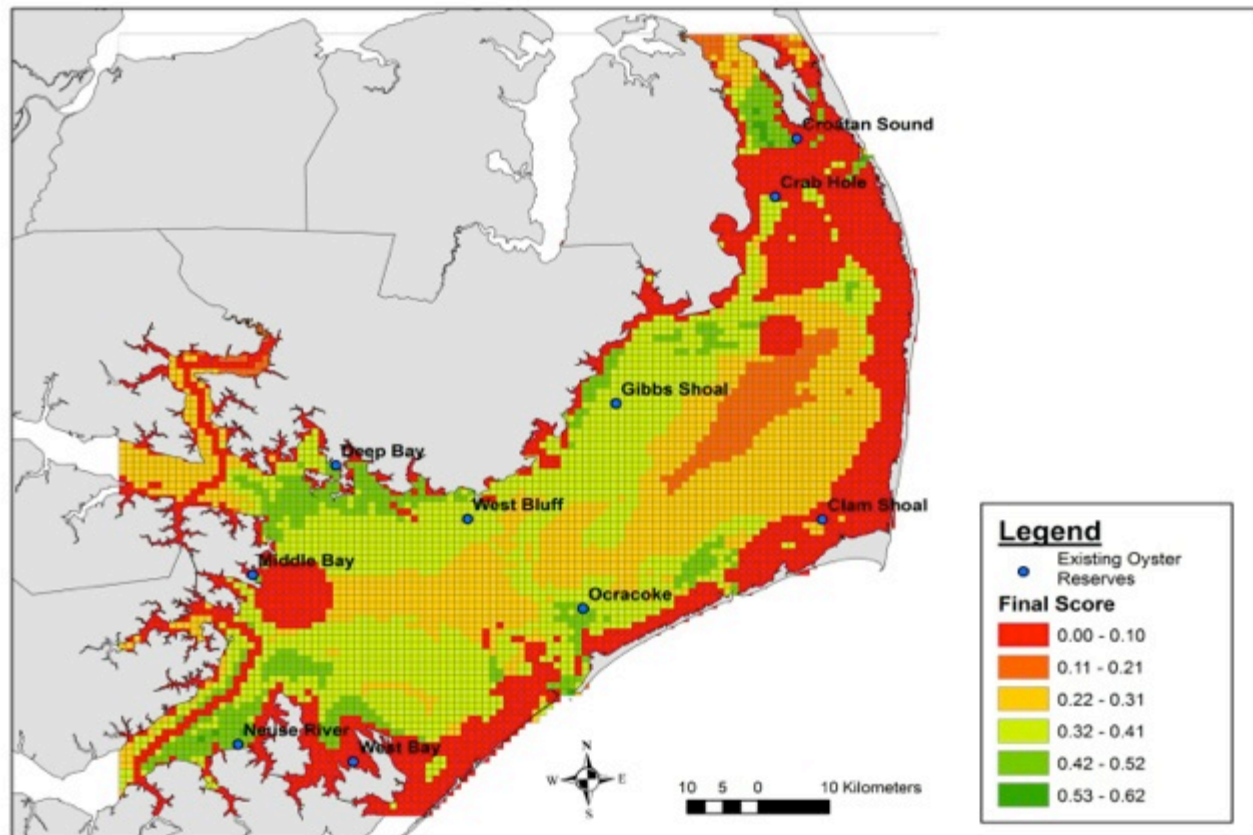 Croatan Sound
Crab Hole
Gibbs Shoal
Deep Bay
West Bluff
Clam Shoal
Middle Bay
Ocracoke
Neuse River
West Bay
N
W E
S
10 5 0 10 Kilometers
Legend
Existing Oyster
Reserves
Final Score
0.00 - 0.10
0.11 - 0.21
0.22 - 0.31
0.32 - 0.41
0.42 - 0.52
0.53 - 0.62